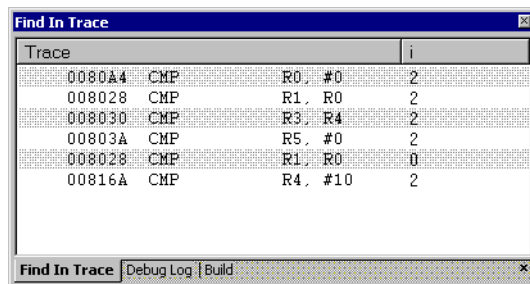 Find In Trace
Trace i
0080A4 CMP R0, #0 2
008028 CMP R1, R0 2
008030 CMP R3, R4 2
00803A CMP R5, #0 2
008028 CMP R1, R0 0
00816A CMP R4, #10 2
Find In Trace Debug Log Build